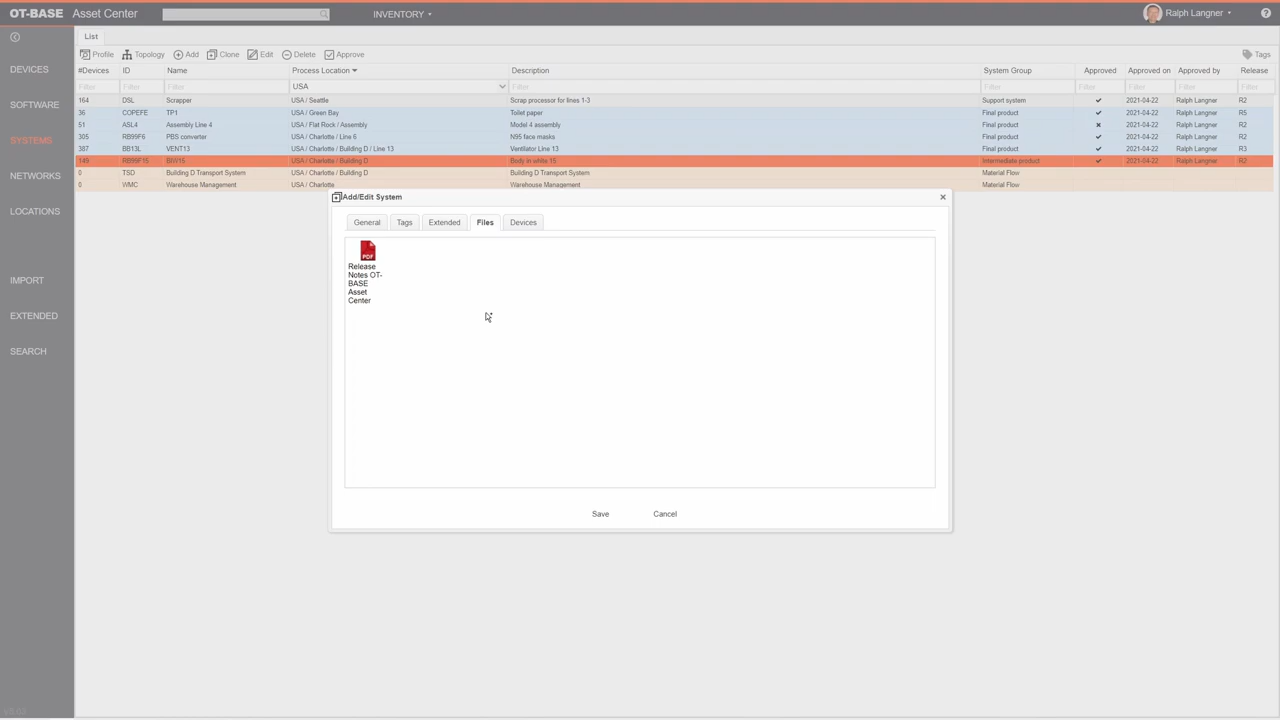 OT-BASE Asset Center INVENTORY Ralph Langner ?
List
Profile Topology Add Clone Edit Delete Approve Tags
#Devices ID Name Process Location Description System Group Approved Approved on Approved by Release
Filter Filter Filter USA Filter Filter Filter Filter Filter Filter
164 DSL Scrapper USA / Seattle Scrap processor for lines 1-3 Support system ✔ 2021-04-22 Ralph Langner R2
36 COPEFE TP1 USA / Green Bay Toilet paper Final product ✔ 2021-04-22 Ralph Langner R5
51 ASL4 Assembly Line 4 USA / Flat Rock / Assembly Model 4 assembly Final product ✖ 2021-04-22 Ralph Langner R2
305 RB99F6 PBS converter USA / Charlotte / Line 6 N95 face masks Final product ✔ 2021-04-22 Ralph Langner R2
387 BB13L VENT13 USA / Charlotte / Building D / Line 13 Ventilator Line 13 Final product ✔ 2021-04-22 Ralph Langner R3
149 RB99F15 BIW15 USA / Charlotte / Building D Body in white 15 Intermediate product ✔ 2021-04-22 Ralph Langner R2
0 TSD Building D Transport System USA / Charlotte / Building D Building D Transport System Material Flow
0 WMC Warehouse Management USA / Charlotte Warehouse Management Material Flow
DEVICES
SOFTWARE
SYSTEMS
NETWORKS
LOCATIONS
IMPORT
EXTENDED
SEARCH
Add/Edit System
General Tags Extended Files Devices
PDF
Release
Notes OT-
BASE
Asset
Center
Save Cancel